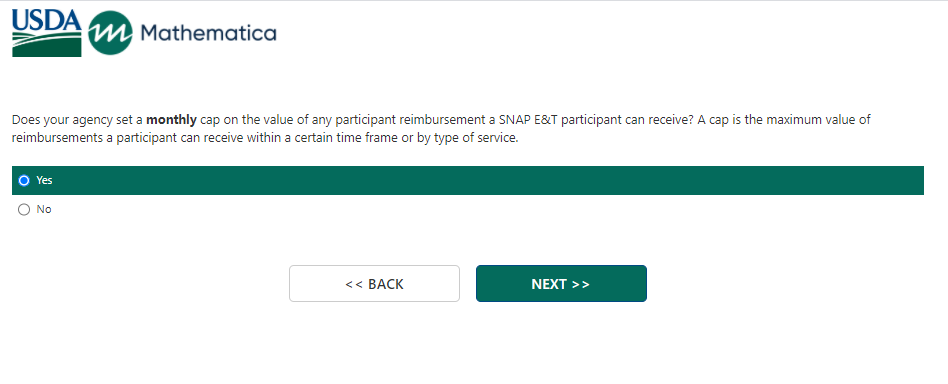 USDA
m Mathematica
Does your agency set a monthly cap on the value of any participant reimbursement a SNAP E&T participant can receive? A cap is the maximum value of
reimbursements a participant can receive within a certain time frame or by type of service.
Yes
No
<< BACK
NEXT >>